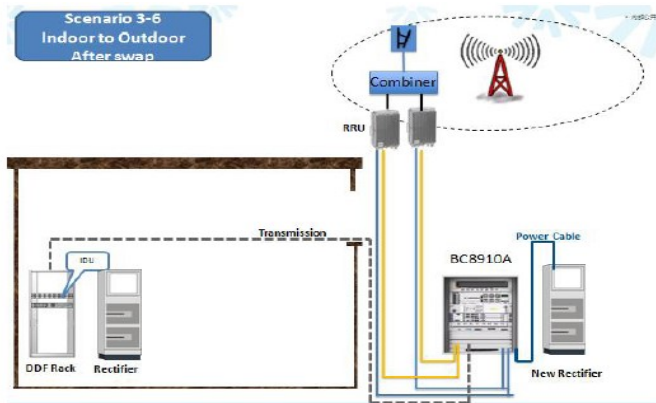 Scenario 3-6
Indoor to Outdoor
After swap
Combiner
RRU
Transmission
Power Cable
IDU
BC8910A
DDF Rack
Rectifier
New Rectifier